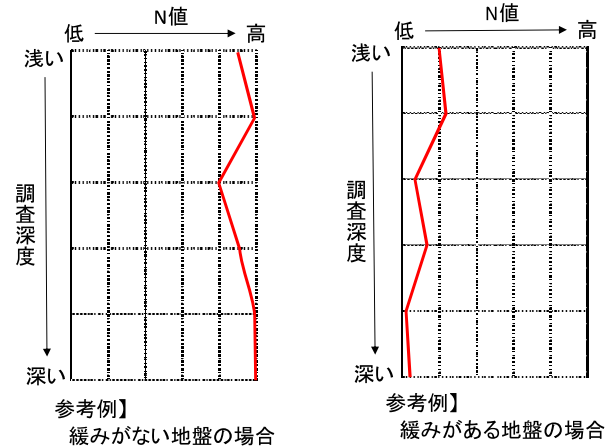 N値
低 高
浅い
調査深度
深い
参考例】
緩みがない地盤の場合
N値
低 高
浅い
調査深度
深い
参考例】
緩みがある地盤の場合